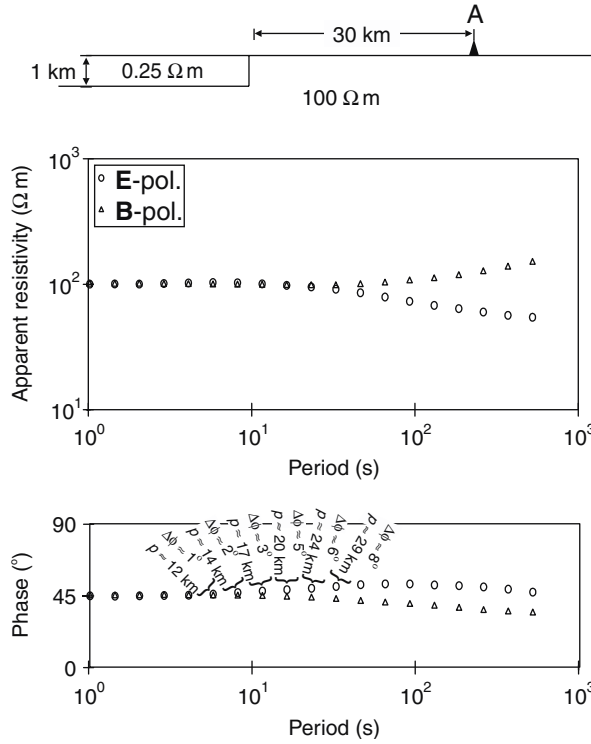 A
30 km
1 km
0.25 Ω m
100 Ω m
Apparent resistivity (Ω m)
10³
10²
10¹
E-pol.
B-pol.
10⁰ 10¹ 10² 10³
Period (s)
Phase (°)
90
45
0
p ≈ 12 km
Δϕ ≈ 1°
p ≈ 14 km
Δϕ ≈ 2°
p ≈ 17 km
Δϕ ≈ 3°
p ≈ 20 km
Δϕ ≈ 5°
p ≈ 24 km
Δϕ ≈ 6°
p ≈ 29 km
Δϕ ≈ 8°
10⁰ 10¹ 10² 10³
Period (s)